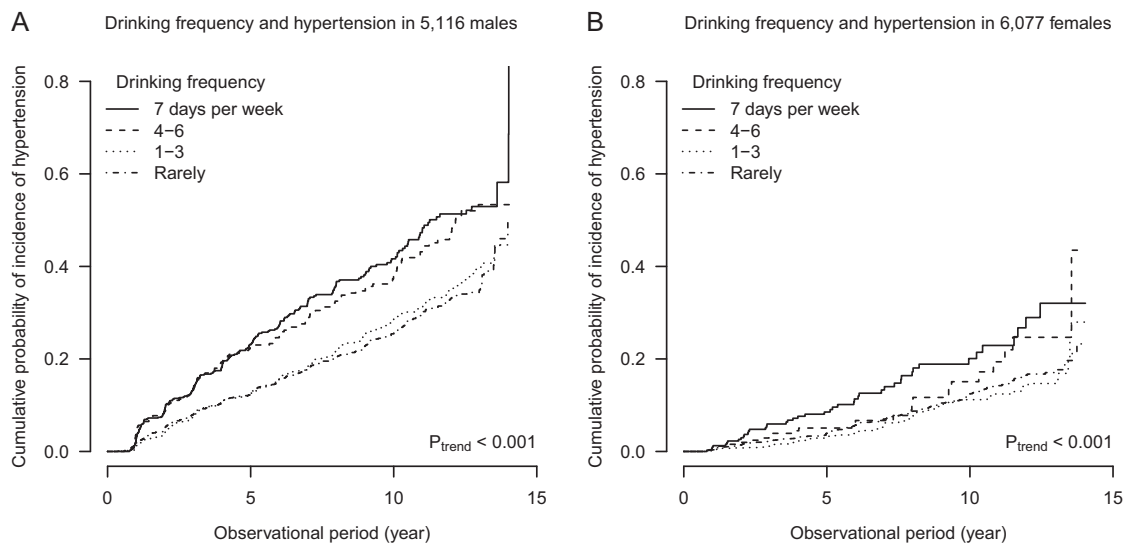 A
Drinking frequency and hypertension in 5,116 males
Cumulative probability of incidence of hypertension
0.8
0.6
0.4
0.2
0.0
Drinking frequency
7 days per week
4−6
1−3
Rarely
Ptrend < 0.001
0 5 10 15
Observational period (year)
B
Drinking frequency and hypertension in 6,077 females
Cumulative probability of incidence of hypertension
0.8
0.6
0.4
0.2
0.0
Drinking frequency
7 days per week
4−6
1−3
Rarely
Ptrend < 0.001
0 5 10 15
Observational period (year)